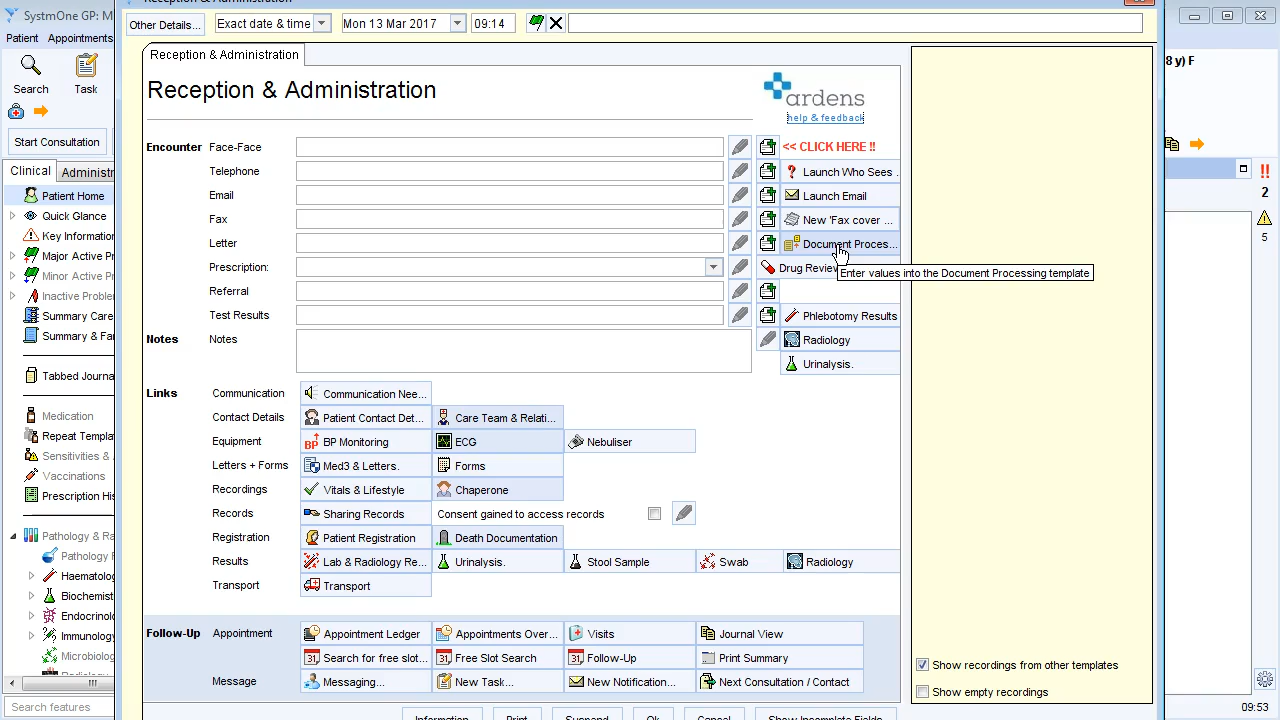 SystmOne GP: M
Reception & Administration
Patient Appointments
Other Details...
Exact date & time
Mon 13 Mar 2017
09:14
Search
Task
Start Consultation
Clinical
Administr
Patient Home
Quick Glance
Key Information
Major Active Pr
Minor Active Pr
Inactive Problem
Summary Care
Summary & Fa
Tabbed Journa
Medication
Repeat Templa
Sensitivities &
Vaccinations
Prescription His
Pathology & Ra
Pathology R
Haematolo
Biochemist
Endocrinol
Immunology
Microbiolog
Search features
Reception & Administration
Reception & Administration
ardens
help & feedback
Encounter Face-Face
<< CLICK HERE !!
Telephone
Launch Who Sees .
Email
Launch Email
Fax
New 'Fax cover ...
Letter
Document Proces...
Prescription:
Drug Review
Enter values into the Document Processing template
Referral
Test Results
Phlebotomy Results
Notes Notes
Radiology
Urinalysis.
Links Communication
Communication Nee...
Contact Details
Patient Contact Det...
Care Team & Relati...
Equipment
BP Monitoring
ECG
Nebuliser
Letters + Forms
Med3 & Letters.
Forms
Recordings
Vitals & Lifestyle
Chaperone
Records
Sharing Records
Consent gained to access records
Registration
Patient Registration
Death Documentation
Results
Lab & Radiology Re...
Urinalysis.
Stool Sample
Swab
Radiology
Transport
Transport
Follow-Up Appointment
Appointment Ledger
Appointments Over...
Visits
Journal View
Search for free slot...
Free Slot Search
Follow-Up
Print Summary
Message
Messaging...
New Task...
New Notification...
Next Consultation / Contact
Information
Print
Suspend
Ok
Cancel
Show Incomplete Fields
Show recordings from other templates
Show empty recordings
8 y) F
!!
2
5
09:53